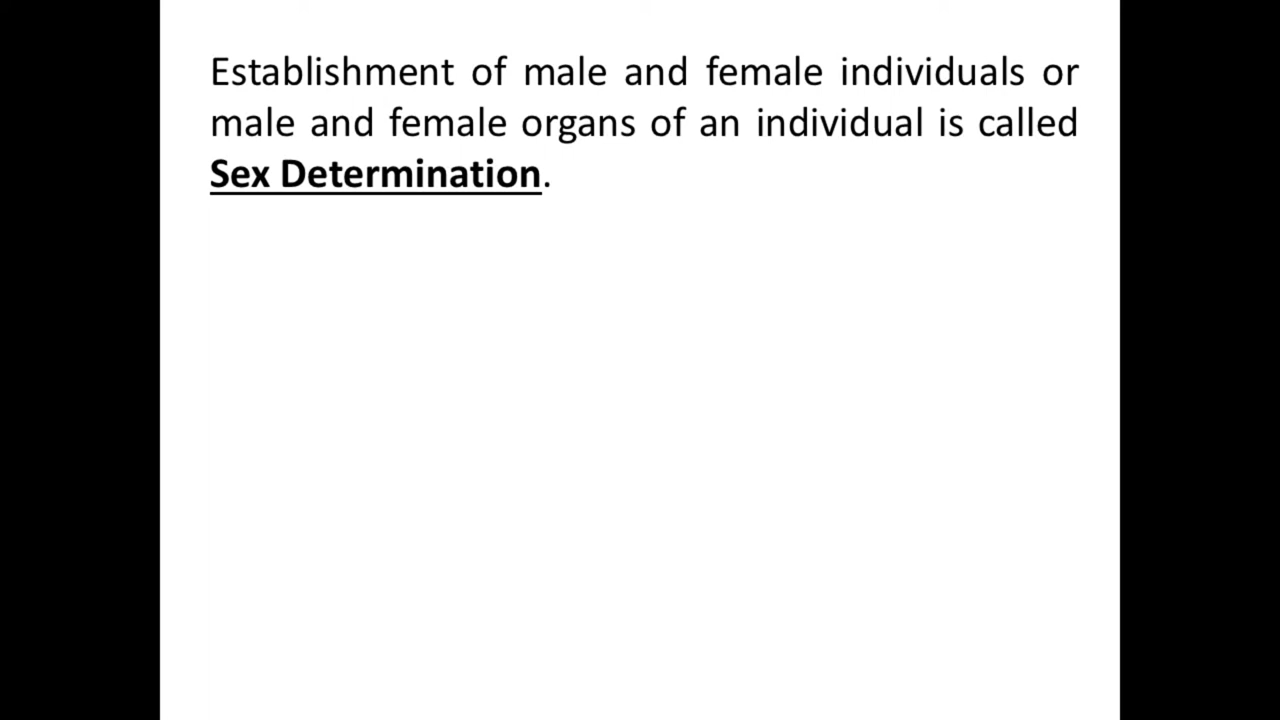 Establishment of male and female individuals or
male and female organs of an individual is called
Sex Determination.